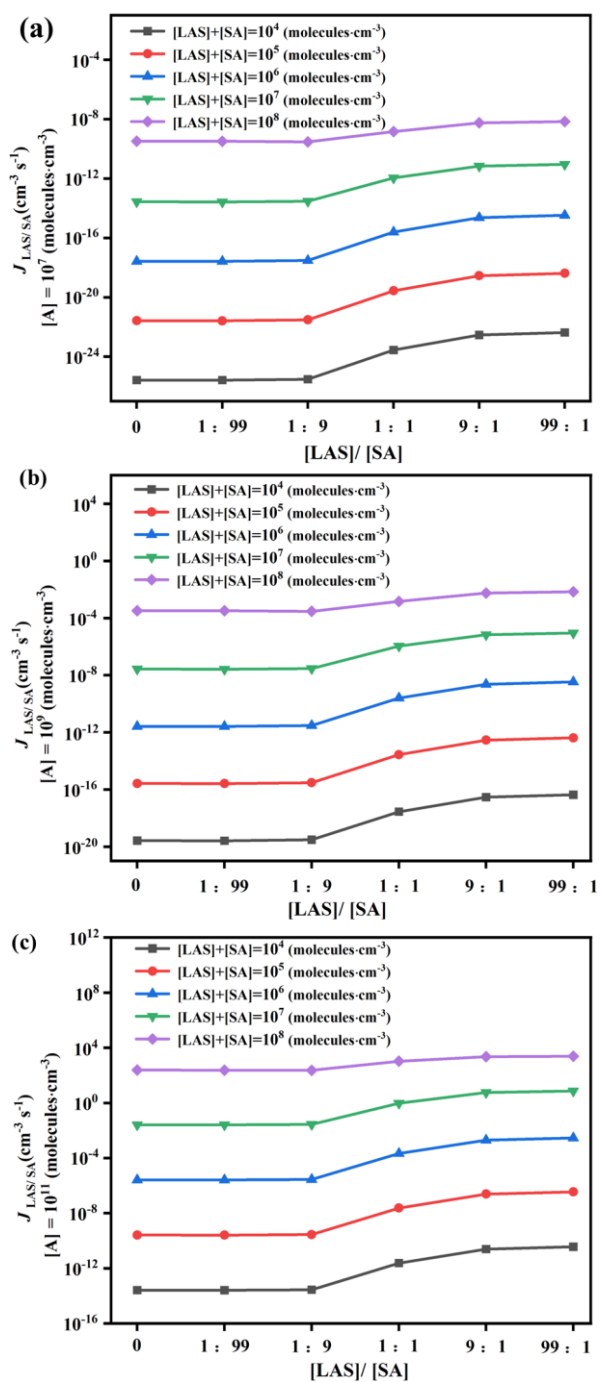 (a)
[LAS]+[SA]=10⁴ (molecules·cm⁻³)
[LAS]+[SA]=10⁵ (molecules·cm⁻³)
[LAS]+[SA]=10⁶ (molecules·cm⁻³)
[LAS]+[SA]=10⁷ (molecules·cm⁻³)
[LAS]+[SA]=10⁸ (molecules·cm⁻³)
J LAS/ SA(cm⁻³ s⁻¹)
[A] = 10⁷ (molecules·cm⁻³)
10⁻⁴
10⁻⁸
10⁻¹²
10⁻¹⁶
10⁻²⁰
10⁻²⁴
0 1 : 99 1 : 9 1 : 1 9 : 1 99 : 1
[LAS]/ [SA]
(b)
[LAS]+[SA]=10⁴ (molecules·cm⁻³)
[LAS]+[SA]=10⁵ (molecules·cm⁻³)
[LAS]+[SA]=10⁶ (molecules·cm⁻³)
[LAS]+[SA]=10⁷ (molecules·cm⁻³)
[LAS]+[SA]=10⁸ (molecules·cm⁻³)
J LAS/ SA(cm⁻³ s⁻¹)
[A] = 10⁹ (molecules·cm⁻³)
10⁴
10⁰
10⁻⁴
10⁻⁸
10⁻¹²
10⁻¹⁶
10⁻²⁰
0 1 : 99 1 : 9 1 : 1 9 : 1 99 : 1
[LAS]/ [SA]
(c)
[LAS]+[SA]=10⁴ (molecules·cm⁻³)
[LAS]+[SA]=10⁵ (molecules·cm⁻³)
[LAS]+[SA]=10⁶ (molecules·cm⁻³)
[LAS]+[SA]=10⁷ (molecules·cm⁻³)
[LAS]+[SA]=10⁸ (molecules·cm⁻³)
J LAS/ SA(cm⁻³ s⁻¹)
[A] = 10¹¹ (molecules·cm⁻³)
10¹²
10⁸
10⁴
10⁰
10⁻⁴
10⁻⁸
10⁻¹²
10⁻¹⁶
0 1 : 99 1 : 9 1 : 1 9 : 1 99 : 1
[LAS]/ [SA]